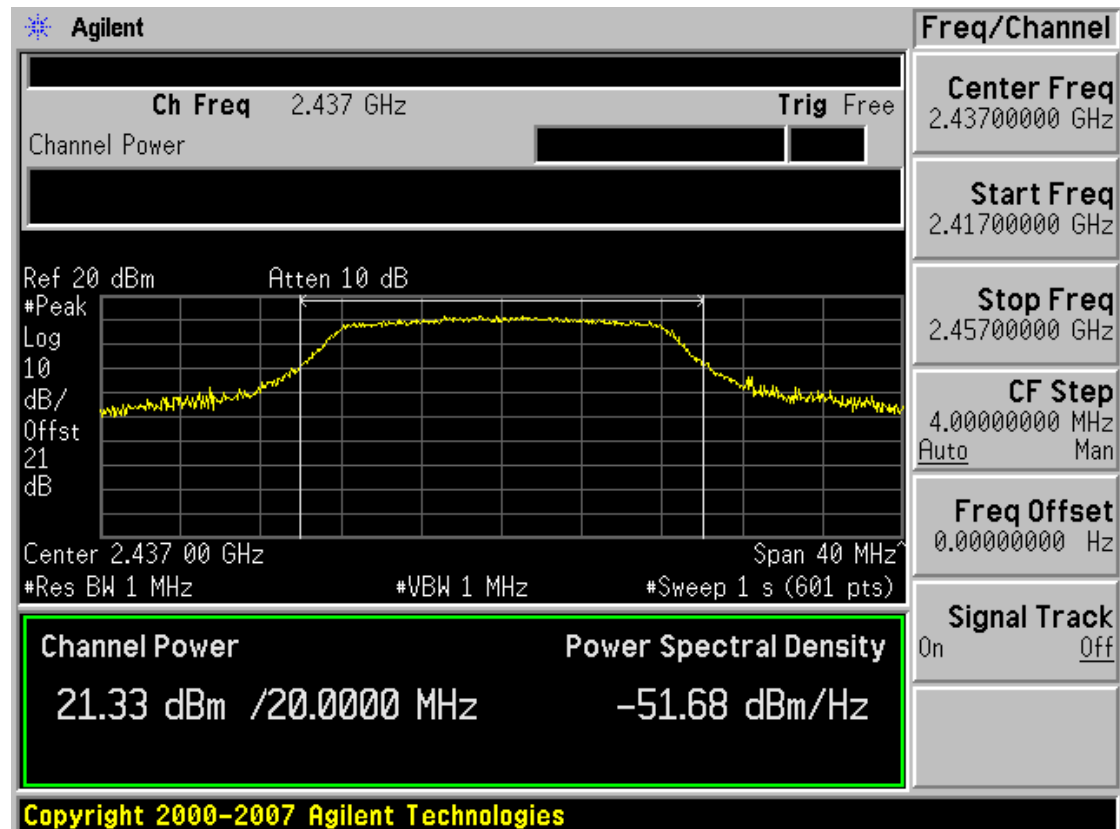 Agilent
Freq/Channel
Ch Freq 2.437 GHz Trig Free
Channel Power
Ref 20 dBm Atten 10 dB
#Peak
Log
10
dB/
Offst
21
dB
Center 2.437 00 GHz Span 40 MHz^
#Res BW 1 MHz #VBW 1 MHz #Sweep 1 s (601 pts)
Channel Power Power Spectral Density
21.33 dBm /20.0000 MHz -51.68 dBm/Hz
Center Freq
2.43700000 GHz
Start Freq
2.41700000 GHz
Stop Freq
2.45700000 GHz
CF Step
4.00000000 MHz
Auto Man
Freq Offset
0.00000000 Hz
Signal Track
On Off
Copyright 2000-2007 Agilent Technologies